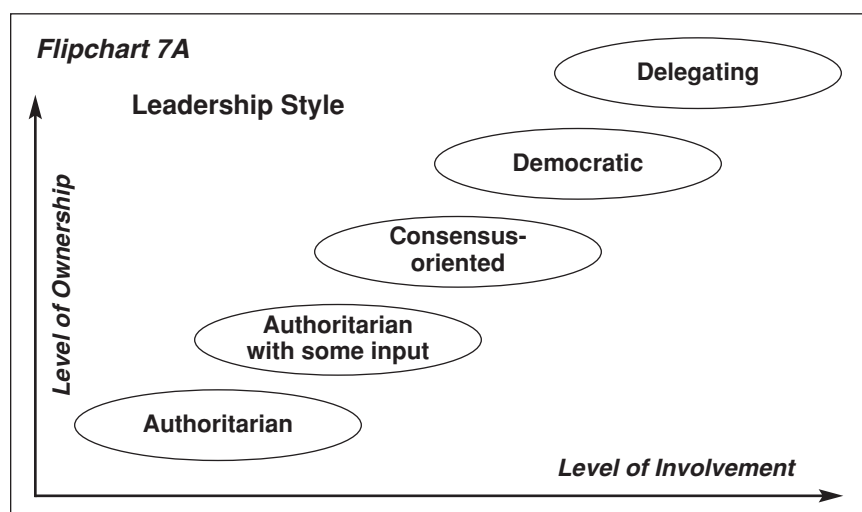 Flipchart 7A
Delegating
Leadership Style
Democratic
Consensus-
oriented
Level of Ownership
Authoritarian
with some input
Authoritarian
Level of Involvement